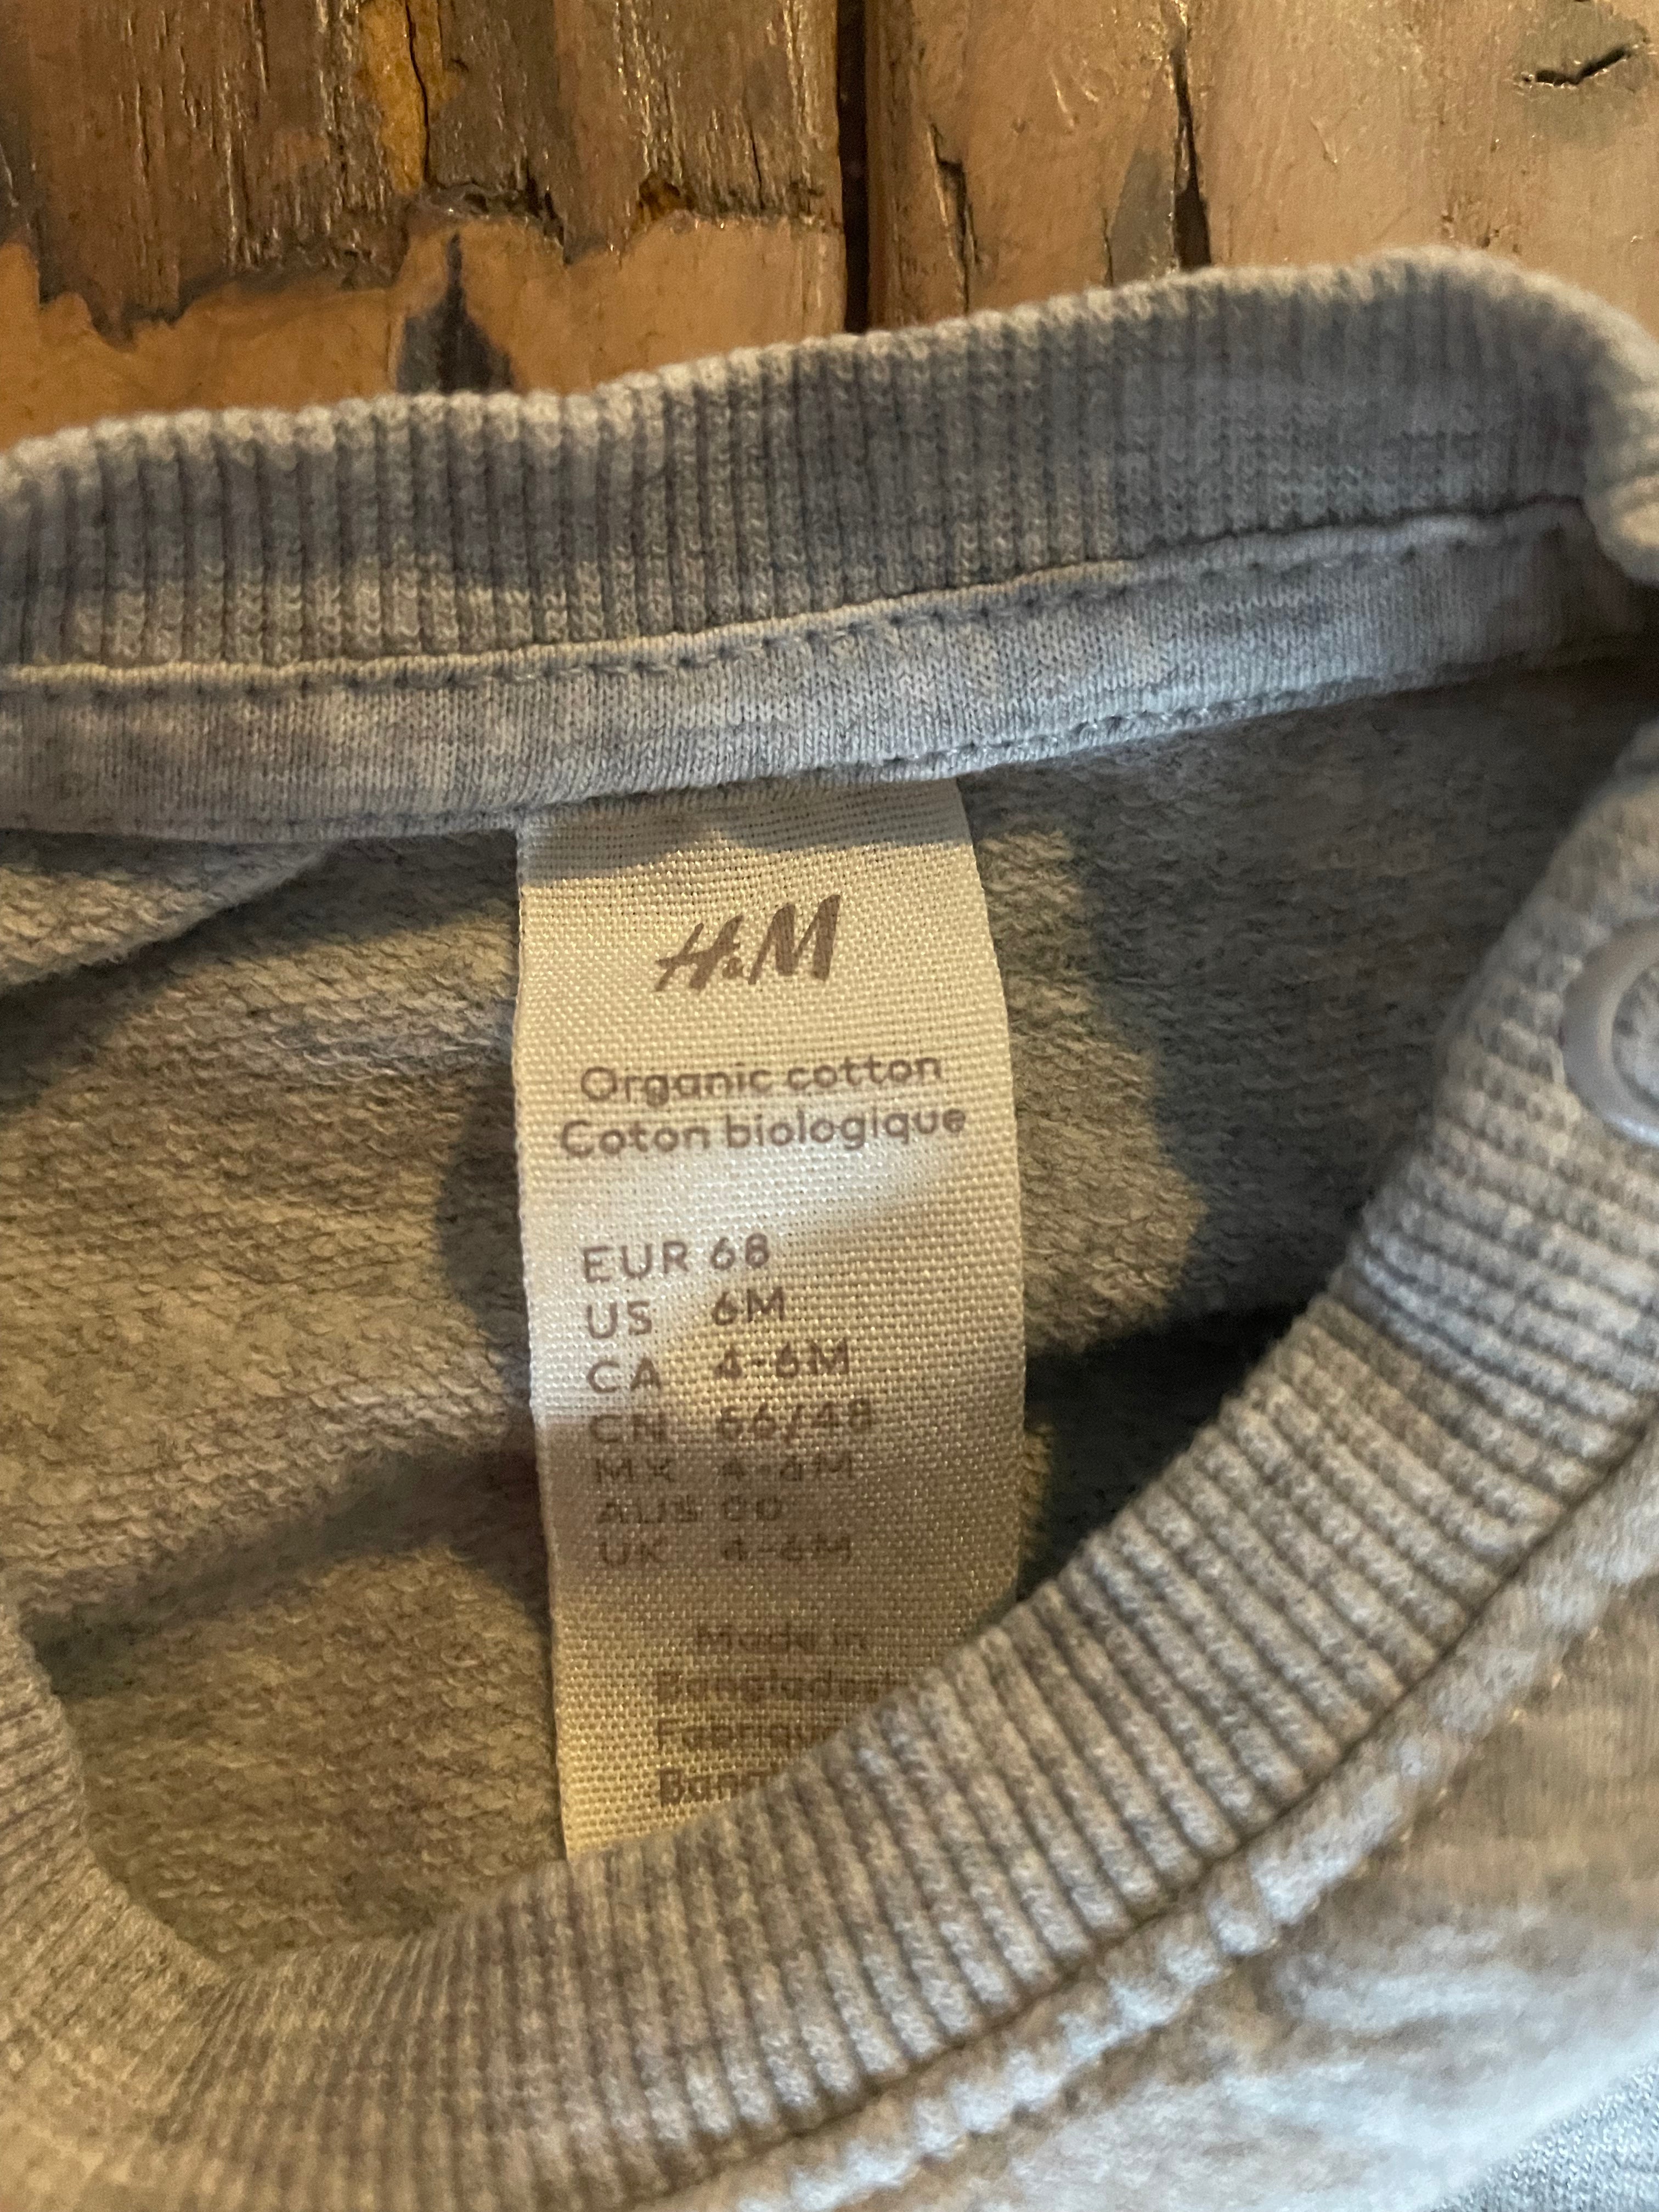 H&M
Organic cotton
Coton biologique
EUR 68
US 6M
CA 4-6M
CN 66/48
MX 4-6M
AUS 00
UK 4-6M
Made in